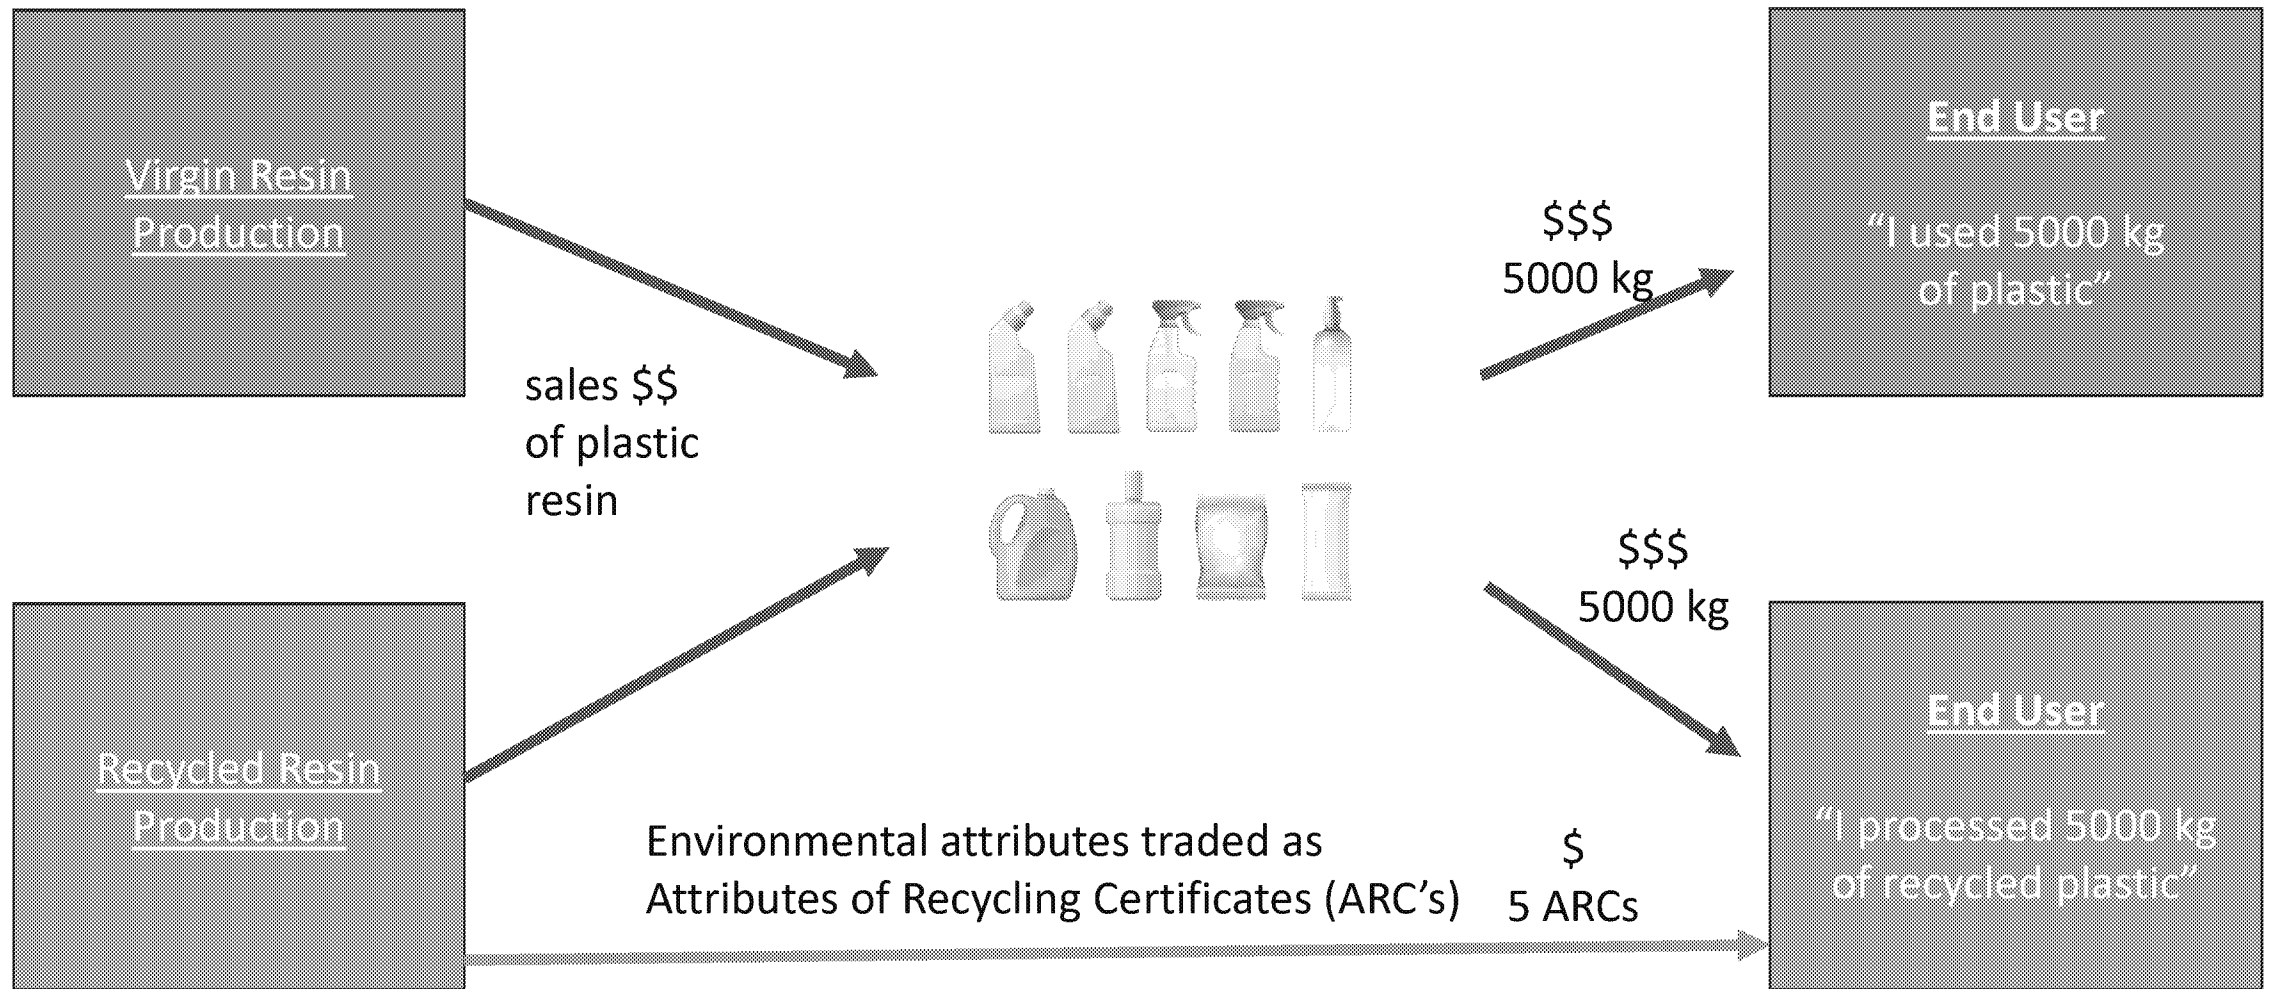 Virgin Resin
Production
sales $$
of plastic
resin
$$$
5000 kg
End User
“I used 5000 kg
of plastic”
Recycled Resin
Production
Environmental attributes traded as
Attributes of Recycling Certificates (ARC’s)
$
5 ARCs
$$$
5000 kg
End User
“I processed 5000 kg
of recycled plastic”